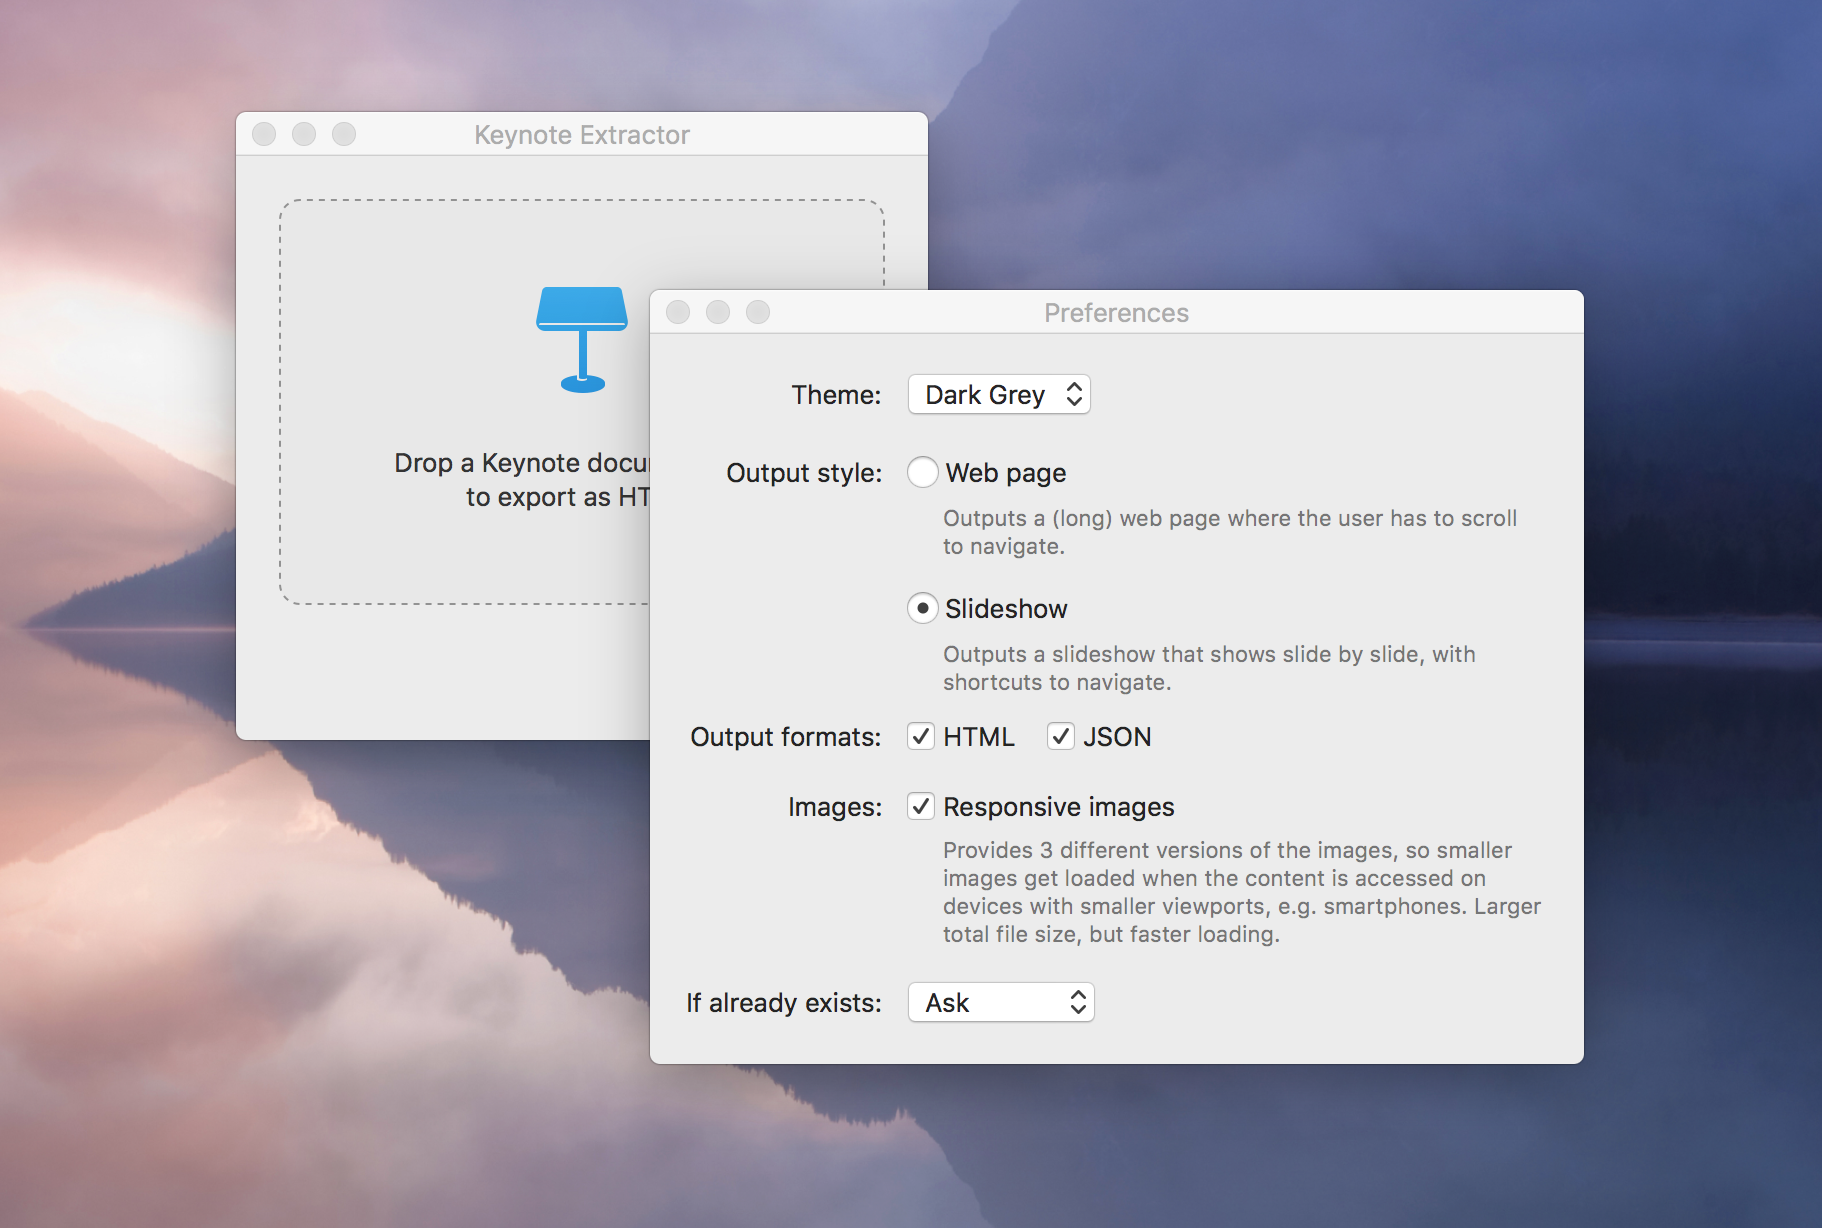 Keynote Extractor
Drop a Keynote
to export as
Preferences
Theme: Dark Grey
Output style: Web page
Outputs a (long) web page where the user has to scroll
to navigate.
Slideshow
Outputs a slideshow that shows slide by slide, with
shortcuts to navigate.
Output formats: HTML JSON
Images: Responsive images
Provides 3 different versions of the images, so smaller
images get loaded when the content is accessed on
devices with smaller viewports, e.g. smartphones. Larger
total file size, but faster loading.
If already exists: Ask